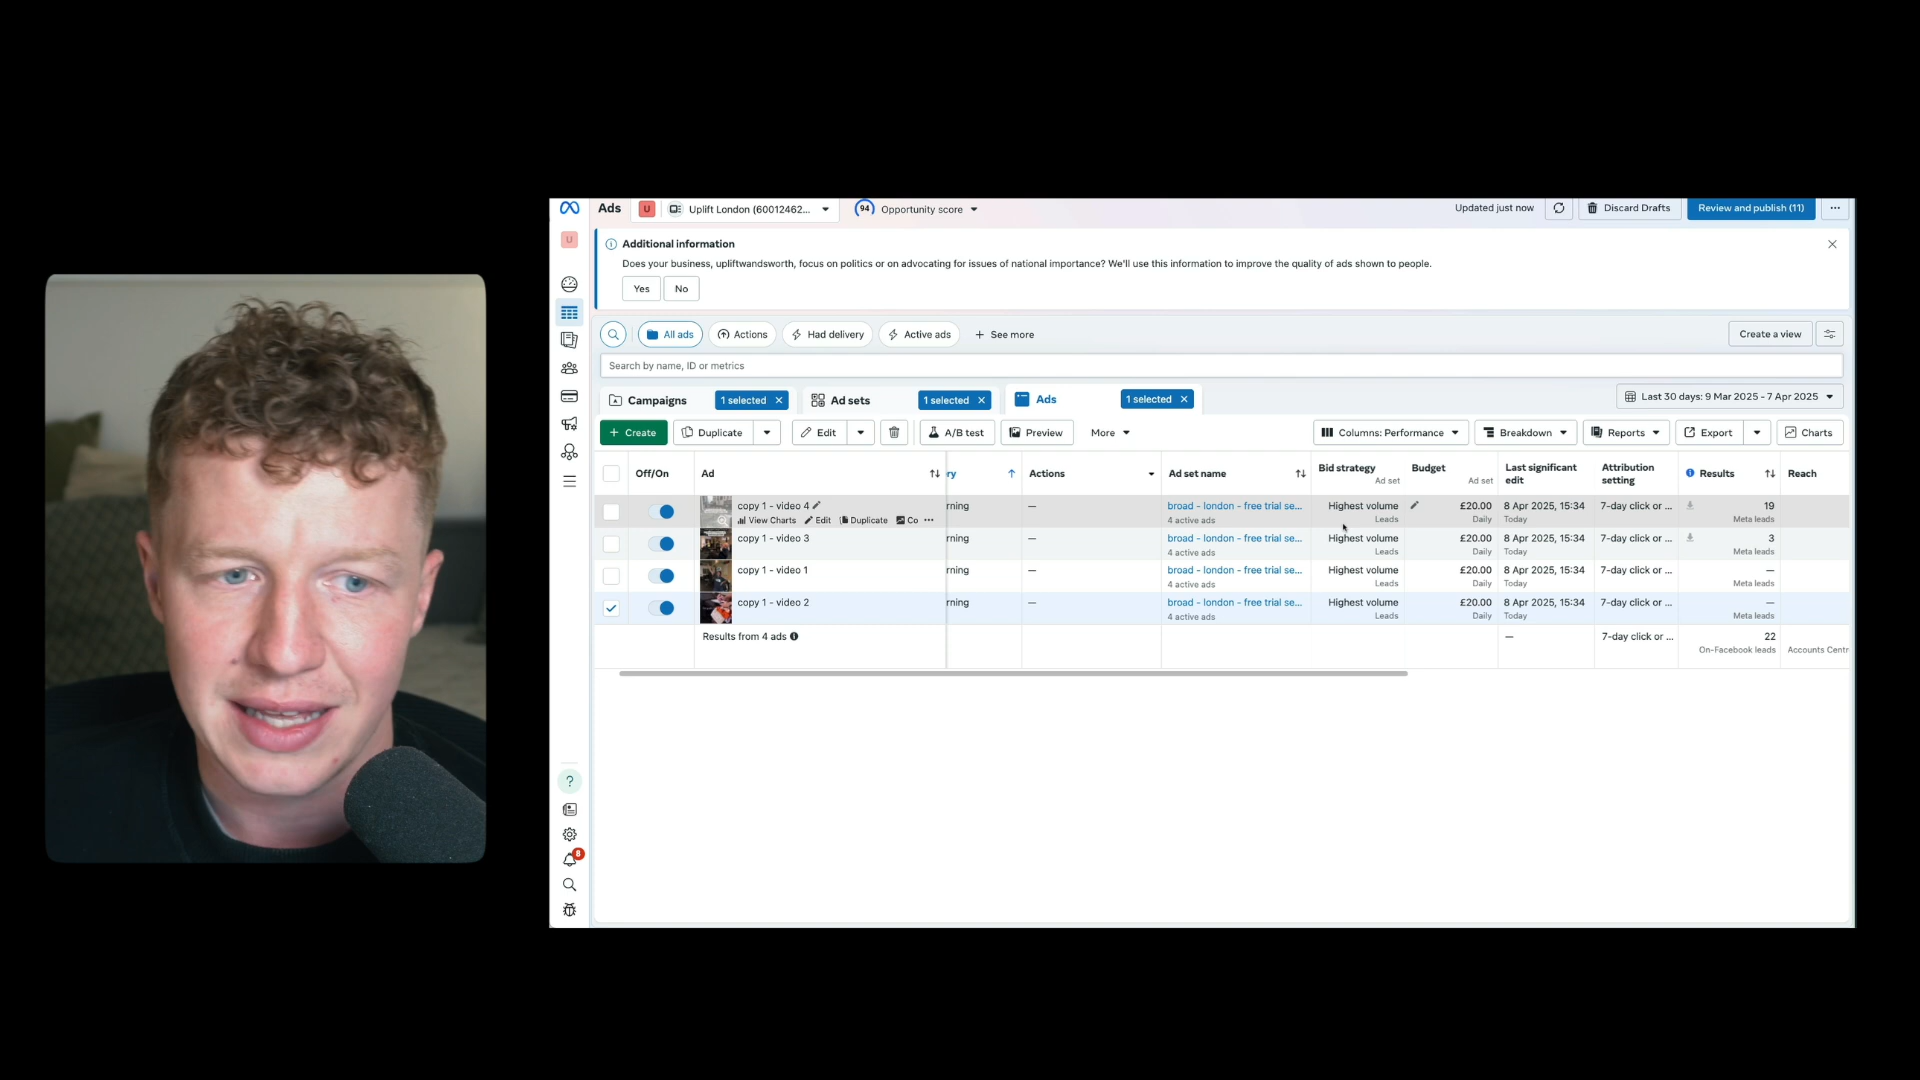 Ads U Uplift London (60012462... 94 Opportunity score Updated just now Discard Drafts Review and publish (11) ...
U
Additional information
Does your business, upliftwandsworth, focus on politics or on advocating for issues of national importance? We'll use this information to improve the quality of ads shown to people.
Yes No
All ads Actions Had delivery Active ads + See more Create a view
Search by name, ID or metrics
Campaigns 1 selected × Ad sets 1 selected × Ads 1 selected × Last 30 days: 9 Mar 2025 - 7 Apr 2025
+ Create Duplicate Edit A/B test Preview More Columns: Performance Breakdown Reports Export Charts
Off/On Ad ry Actions Ad set name Bid strategy Ad set Budget Ad set Last significant edit Attribution setting Results Reach
copy 1 - video 4 rning — broad - london - free trial se... Highest volume £20.00 8 Apr 2025, 15:34 7-day click or ... 19
View Charts Edit Duplicate Co ... 4 active ads Leads Daily Today Meta leads
copy 1 - video 3 rning — broad - london - free trial se... Highest volume £20.00 8 Apr 2025, 15:34 7-day click or ... 3
4 active ads Leads Daily Today Meta leads
copy 1 - video 1 rning — broad - london - free trial se... Highest volume £20.00 8 Apr 2025, 15:34 7-day click or ... —
4 active ads Leads Daily Today Meta leads
copy 1 - video 2 rning — broad - london - free trial se... Highest volume £20.00 8 Apr 2025, 15:34 7-day click or ... —
4 active ads Leads Daily Today Meta leads
Results from 4 ads — 7-day click or ... 22
On-Facebook leads Accounts Centr
?
8